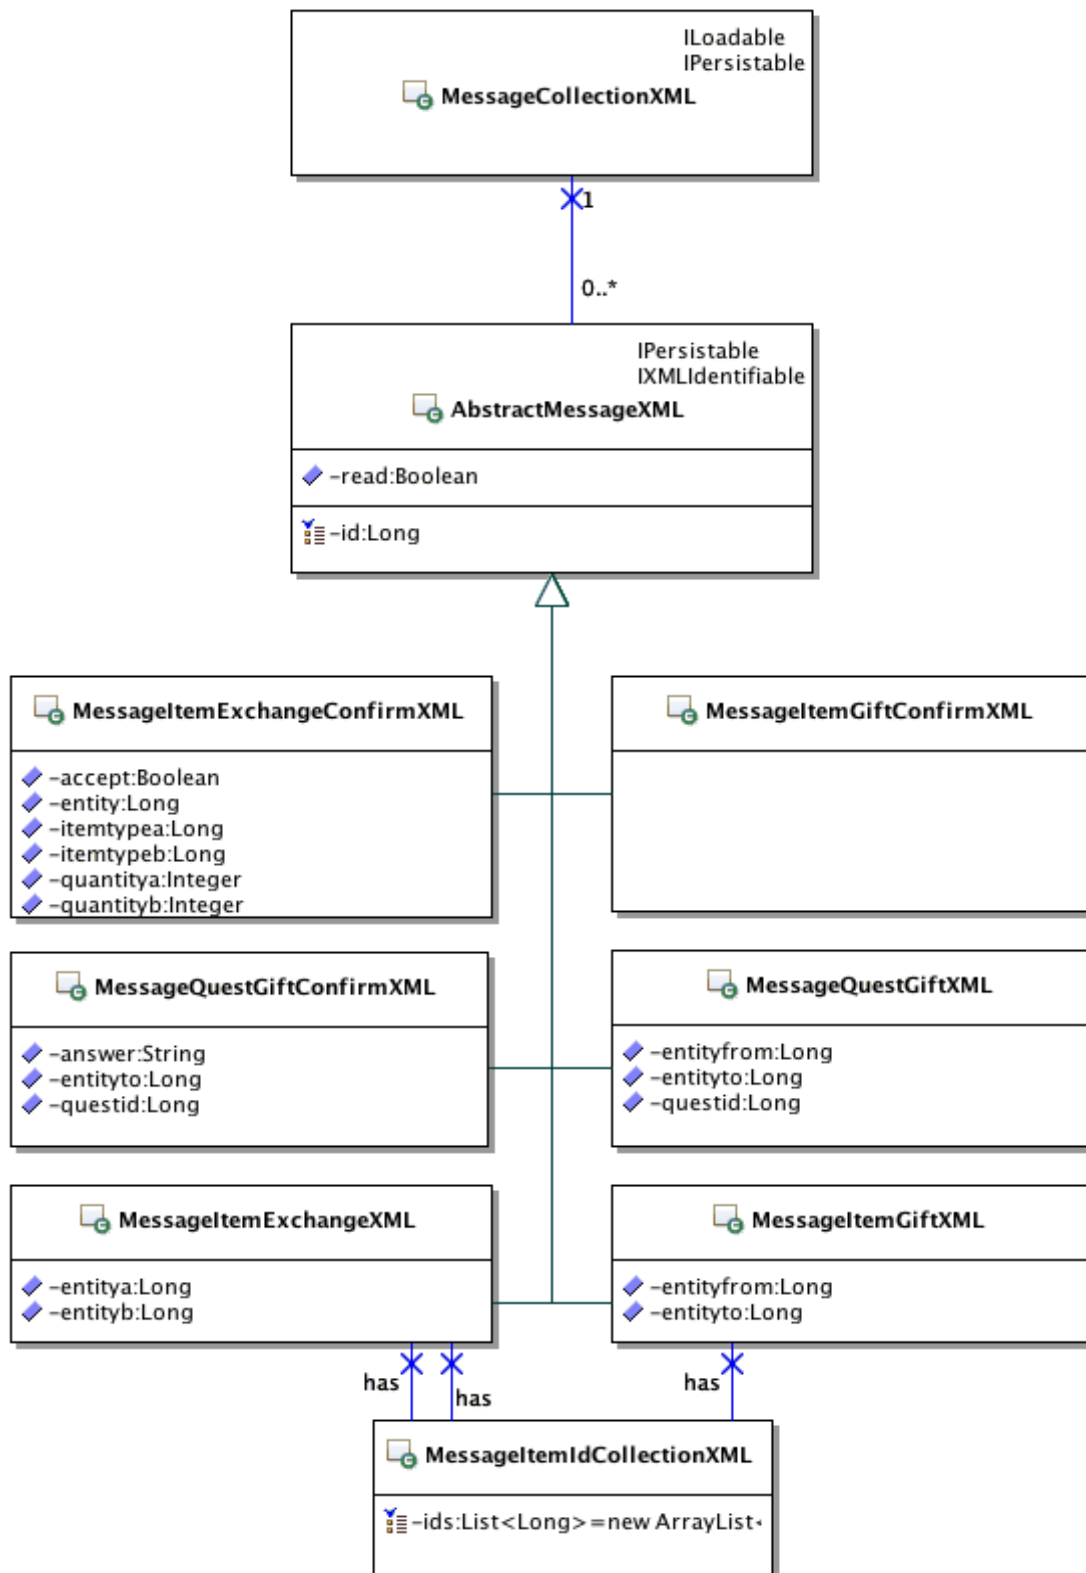 ILoadable
IPersistable
MessageCollectionXML
1
0..*
IPersistable
IXMLIdentifiable
AbstractMessageXML
-read:Boolean
-id:Long
MessageItemExchangeConfirmXML
-accept:Boolean
-entity:Long
-itemtypea:Long
-itemtypeb:Long
-quantitya:Integer
-quantityb:Integer
MessageItemGiftConfirmXML
MessageQuestGiftConfirmXML
-answer:String
-entityto:Long
-questid:Long
MessageQuestGiftXML
-entityfrom:Long
-entityto:Long
-questid:Long
MessageItemExchangeXML
-entitya:Long
-entityb:Long
MessageItemGiftXML
-entityfrom:Long
-entityto:Long
has
has
has
MessageItemIdCollectionXML
-ids:List<Long>=new ArrayList<